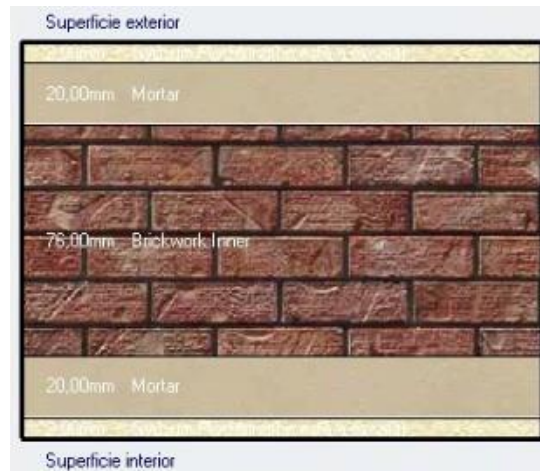 Superficie exterior
20,00mm Mortar
76,00mm Brickwork Inner
20,00mm Mortar
Superficie interior